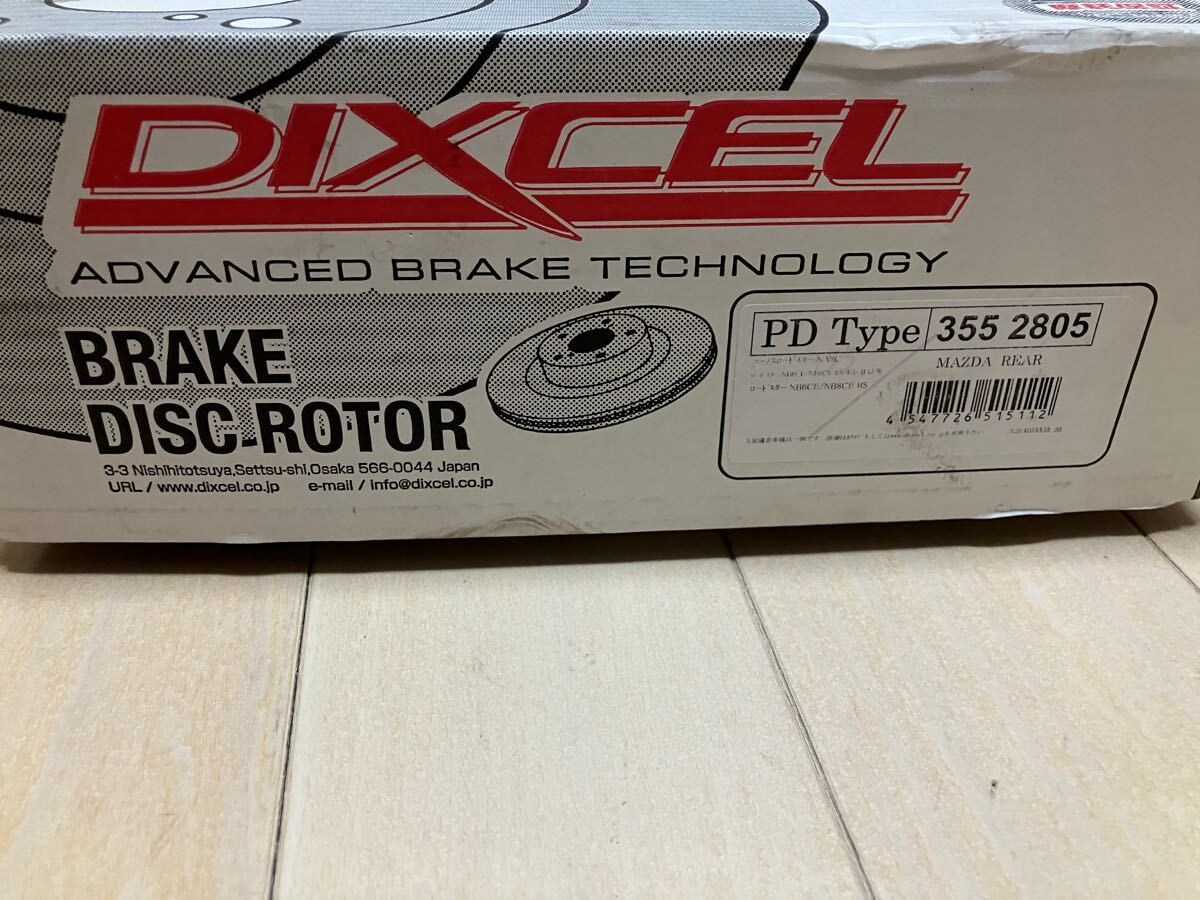 DIXCEL
ADVANCED BRAKE TECHNOLOGY
BRAKE
DISC-ROTOR
3-3 Nishihitotsuya,Settsu-shi,Osaka 566-0044 Japan
URL / www.dixcel.co.jp e-mail / info@dixcel.co.jp
PD Type 355 2805
MAZDA REAR
ロードスター NB6CE/NB8CE RS
4 547726 515112